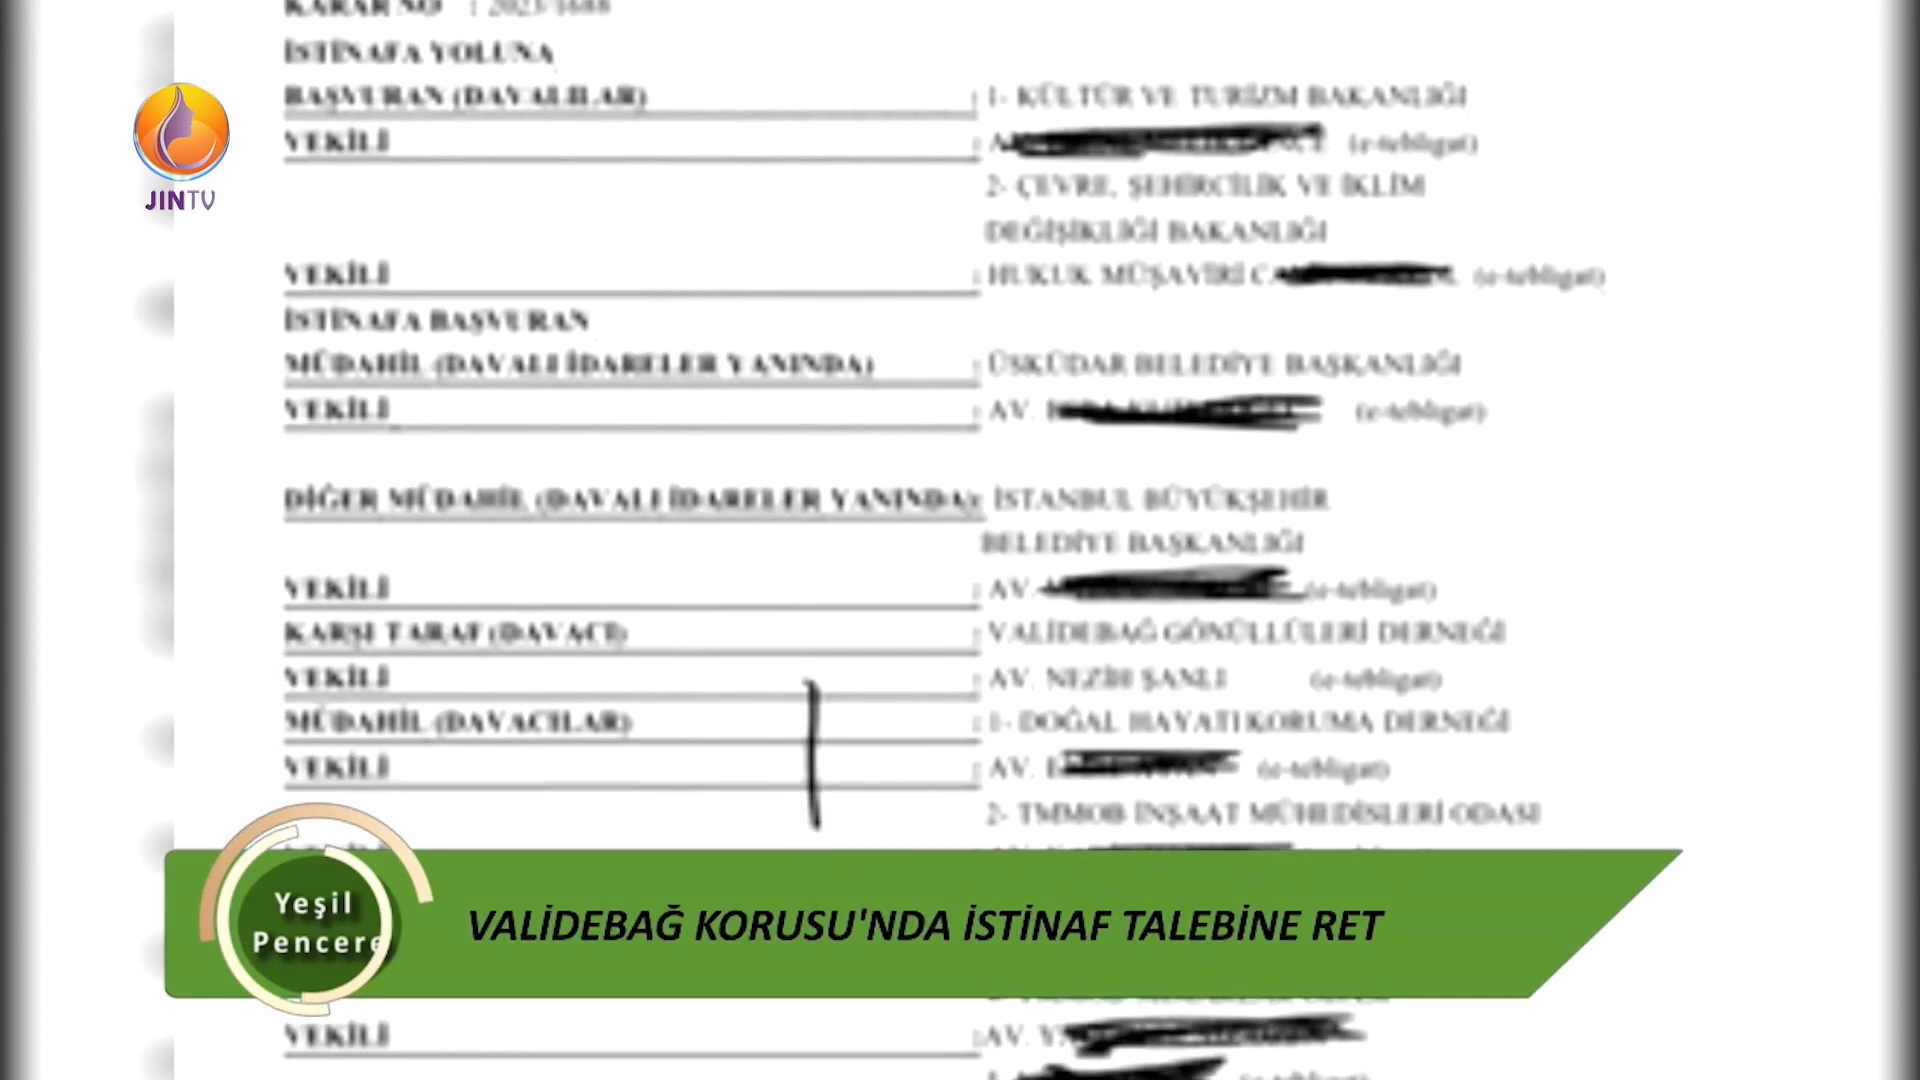 KARAR NO : 2023/1688
İSTİNAFA YOLUNA
BAŞVURAN (DAVALILAR) : 1- KÜLTÜR VE TURİZM BAKANLIĞI
VEKİLİ : (e-tebligat)
2- ÇEVRE, ŞEHİRCİLİK VE İKLİM
DEĞİŞİKLİĞİ BAKANLIĞI
VEKİLİ : HUKUK MÜŞAVİRİ (e-tebligat)
İSTİNAFA BAŞVURAN
MÜDAHİL (DAVALI İDARELER YANINDA) : ÜSKÜDAR BELEDİYE BAŞKANLIĞI
VEKİLİ : AV. (e-tebligat)
DİĞER MÜDAHİL (DAVALI İDARELER YANINDA): İSTANBUL BÜYÜKŞEHİR
BELEDİYE BAŞKANLIĞI
VEKİLİ : AV. (e-tebligat)
KARŞI TARAF (DAVACI) : VALİDEBAĞ GÖNÜLLÜLERİ DERNEĞİ
VEKİLİ : AV. NEZİH ŞANLI (e-tebligat)
MÜDAHİL (DAVACILAR) : 1- DOĞAL HAYATI KORUMA DERNEĞİ
VEKİLİ : AV. (e-tebligat)
2- TMMOB İNŞAAT MÜHEDİSLERİ ODASI
VEKİLİ :AV.
JINTV
Yeşil
Pencere
VALİDEBAĞ KORUSU'NDA İSTİNAF TALEBİNE RET